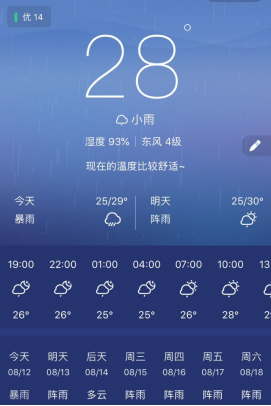 优 14
28°
小雨
湿度 93% 东风 4级
现在的温度比较舒适~
今天 25/29° 明天 25/30°
暴雨 阵雨
19:00 22:00 01:00 04:00 07:00 10:00 13
26° 26° 25° 25° 26° 28° 2
今天 明天 后天 周三 周四 周五 周六
08/12 08/13 08/14 08/15 08/16 08/17 08/18
暴雨 阵雨 多云 阵雨 阵雨 阵雨 阵雨